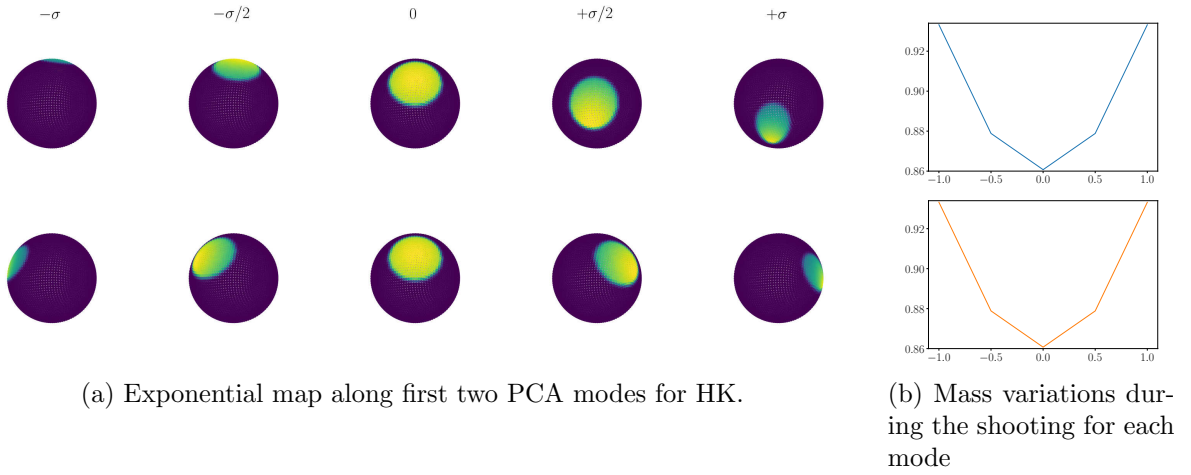 −σ −σ/2 0 +σ/2 +σ
0.92
0.90
0.88
0.86
−1.0 −0.5 0.0 0.5 1.0
0.92
0.90
0.88
0.86
−1.0 −0.5 0.0 0.5 1.0
(a) Exponential map along first two PCA modes for HK.
(b) Mass variations dur-
ing the shooting for each
mode